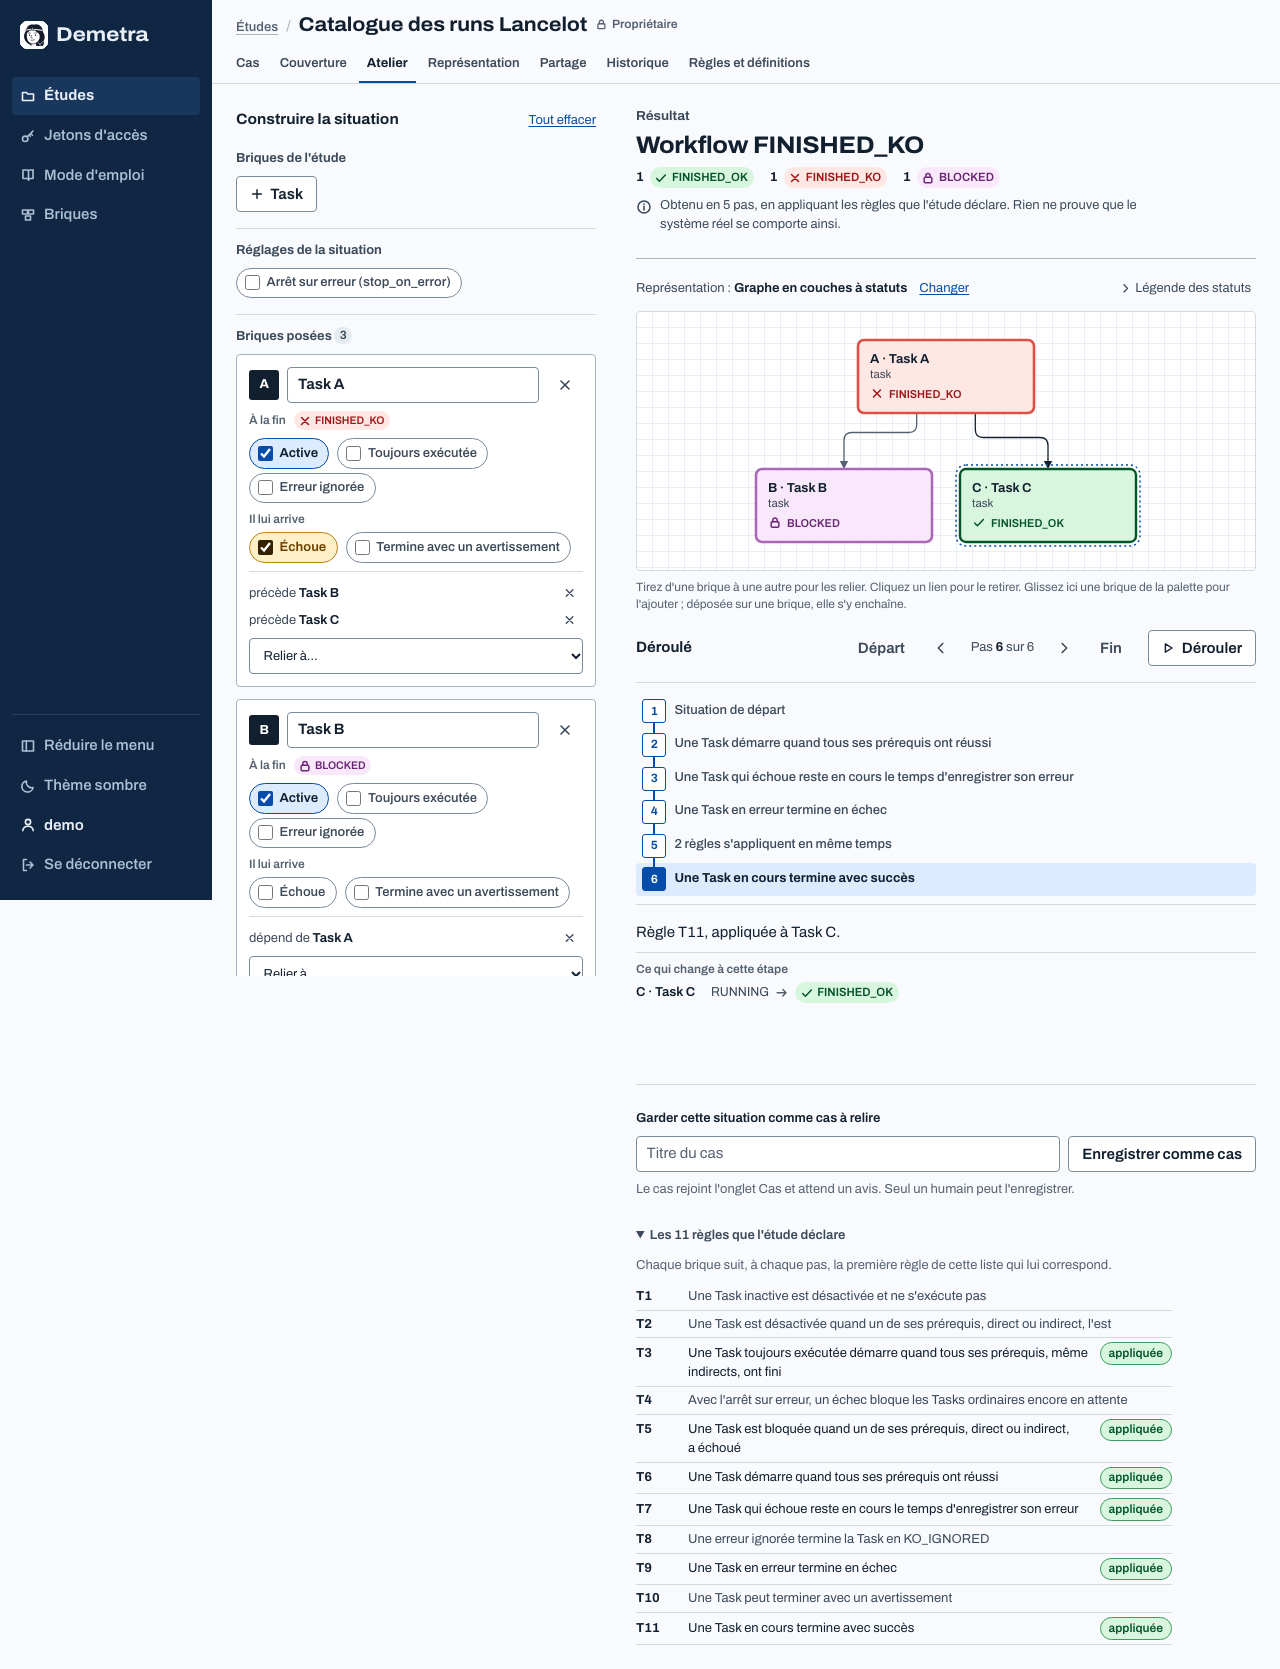 Demetra
Études
Jetons d'accès
Mode d'emploi
Briques
Réduire le menu
Thème sombre
demo
Se déconnecter
Études / Catalogue des runs Lancelot Propriétaire
Cas Couverture Atelier Représentation Partage Historique Règles et définitions
Construire la situation Tout effacer
Briques de l'étude
+ Task
Réglages de la situation
Arrêt sur erreur (stop_on_error)
Briques posées 3
A Task A
À la fin FINISHED_KO
Active Toujours exécutée
Erreur ignorée
Il lui arrive
Échoue Termine avec un avertissement
précède Task B
précède Task C
Relier à...
B Task B
À la fin BLOCKED
Active Toujours exécutée
Erreur ignorée
Il lui arrive
Échoue Termine avec un avertissement
dépend de Task A
Relier à
Résultat
Workflow FINISHED_KO
1 FINISHED_OK 1 FINISHED_KO 1 BLOCKED
Obtenu en 5 pas, en appliquant les règles que l'étude déclare. Rien ne prouve que le
système réel se comporte ainsi.
Représentation : Graphe en couches à statuts Changer Légende des statuts
A · Task A
task
FINISHED_KO
B · Task B
task
BLOCKED
C · Task C
task
FINISHED_OK
Tirez d'une brique à une autre pour les relier. Cliquez un lien pour le retirer. Glissez ici une brique de la palette pour
l'ajouter ; déposée sur une brique, elle s'y enchaîne.
Déroulé Départ Pas 6 sur 6 Fin Dérouler
1 Situation de départ
2 Une Task démarre quand tous ses prérequis ont réussi
3 Une Task qui échoue reste en cours le temps d'enregistrer son erreur
4 Une Task en erreur termine en échec
5 2 règles s'appliquent en même temps
6 Une Task en cours termine avec succès
Règle T11, appliquée à Task C.
Ce qui change à cette étape
C · Task C RUNNING → FINISHED_OK
Garder cette situation comme cas à relire
Titre du cas Enregistrer comme cas
Le cas rejoint l'onglet Cas et attend un avis. Seul un humain peut l'enregistrer.
▼ Les 11 règles que l'étude déclare
Chaque brique suit, à chaque pas, la première règle de cette liste qui lui correspond.
T1 Une Task inactive est désactivée et ne s'exécute pas
T2 Une Task est désactivée quand un de ses prérequis, direct ou indirect, l'est
T3 Une Task toujours exécutée démarre quand tous ses prérequis, même appliquée
indirects, ont fini
T4 Avec l'arrêt sur erreur, un échec bloque les Tasks ordinaires encore en attente
T5 Une Task est bloquée quand un de ses prérequis, direct ou indirect, appliquée
a échoué
T6 Une Task démarre quand tous ses prérequis ont réussi appliquée
T7 Une Task qui échoue reste en cours le temps d'enregistrer son erreur appliquée
T8 Une erreur ignorée termine la Task en KO_IGNORED
T9 Une Task en erreur termine en échec appliquée
T10 Une Task peut terminer avec un avertissement
T11 Une Task en cours termine avec succès appliquée